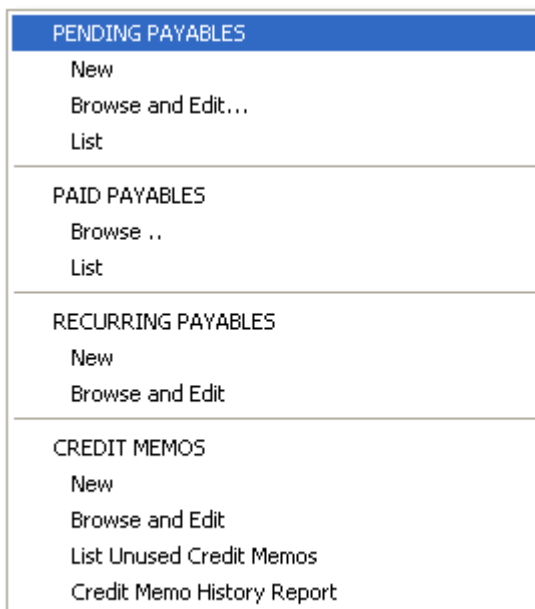 PENDING PAYABLES
New
Browse and Edit...
List
PAID PAYABLES
Browse ..
List
RECURRING PAYABLES
New
Browse and Edit
CREDIT MEMOS
New
Browse and Edit
List Unused Credit Memos
Credit Memo History Report